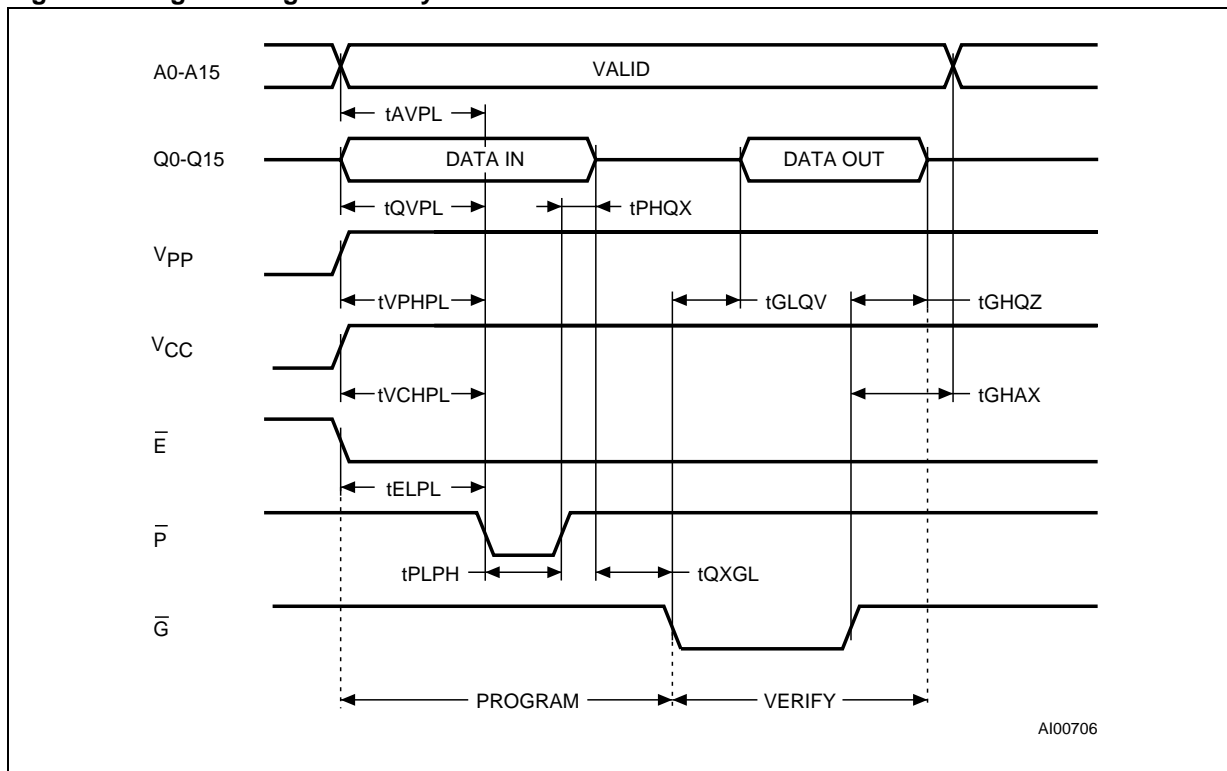 A0-A15
VALID
tAVPL
Q0-Q15
DATA IN
DATA OUT
tQVPL
tPHQX
VPP
tVPHPL
tGLQV
tGHQZ
VCC
tVCHPL
tGHAX
E
tELPL
P
tPLPH
tQXGL
G
PROGRAM
VERIFY
AI00706